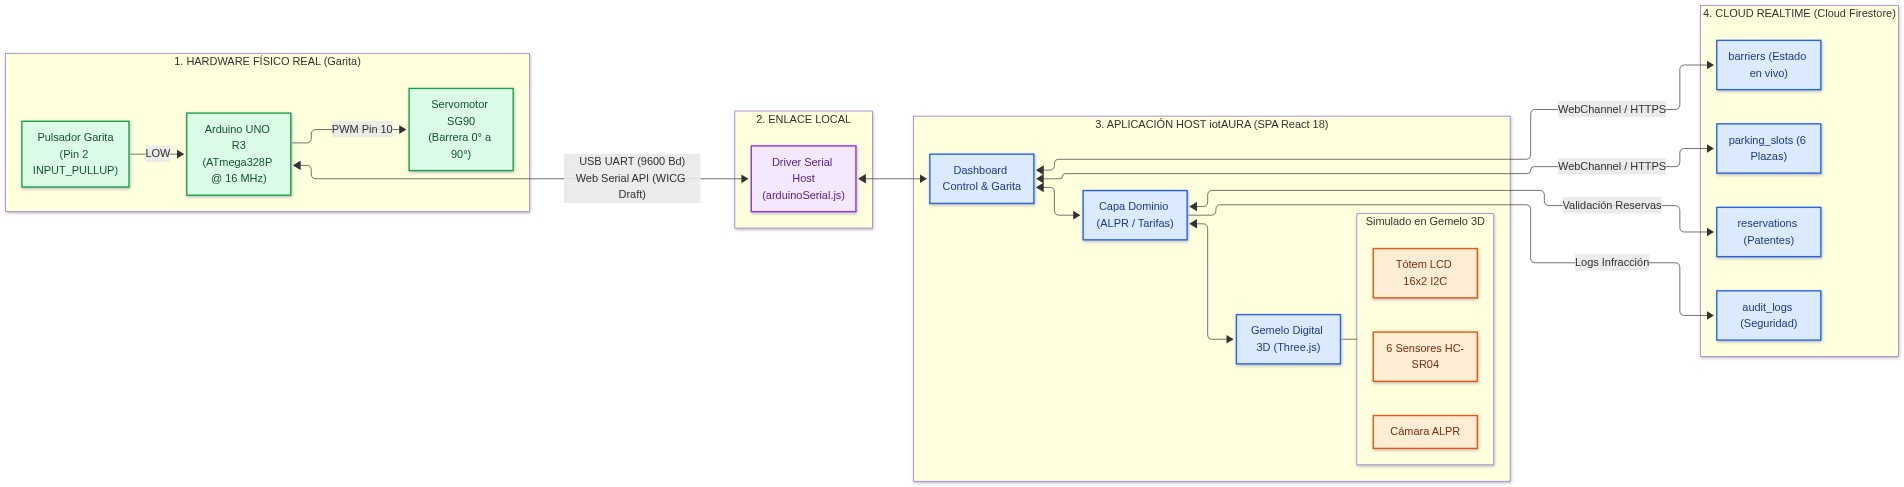 1. HARDWARE FÍSICO REAL (Garita)
Pulsador Garita
(Pin 2
INPUT_PULLUP)
LOW
Arduino UNO
R3
(ATmega328P
@ 16 MHz)
PWM Pin 10
Servomotor
SG90
(Barrera 0° a
90°)
USB UART (9600 Bd)
Web Serial API (WICG
Draft)
2. ENLACE LOCAL
Driver Serial
Host
(arduinoSerial.js)
3. APLICACIÓN HOST iotAURA (SPA React 18)
Dashboard
Control & Garita
Capa Dominio
(ALPR / Tarifas)
Gemelo Digital
3D (Three.js)
Simulado en Gemelo 3D
Tótem LCD
16x2 I2C
6 Sensores HC-
SR04
Cámara ALPR
WebChannel / HTTPS
WebChannel / HTTPS
Validación Reservas
Logs Infracción
4. CLOUD REALTIME (Cloud Firestore)
barriers (Estado
en vivo)
parking_slots (6
Plazas)
reservations
(Patentes)
audit_logs
(Seguridad)